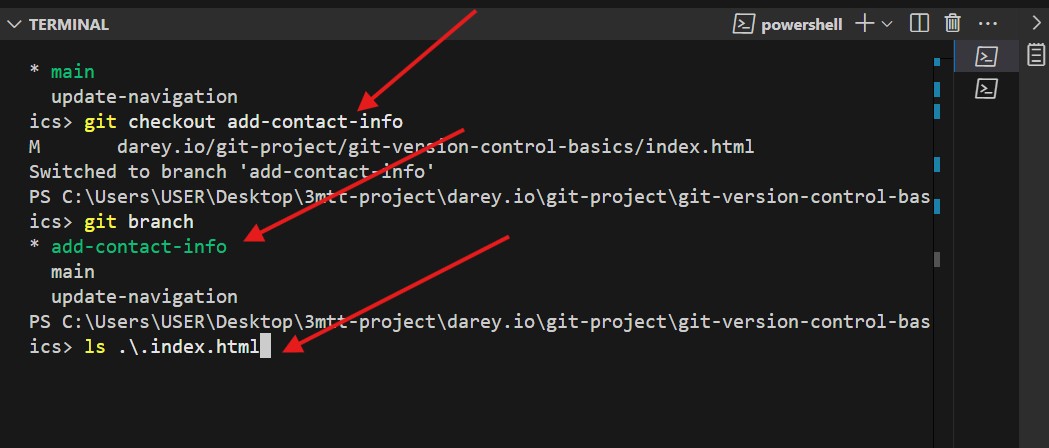 TERMINAL
powershell
* main
update-navigation
ics> git checkout add-contact-info
M darey.io/git-project/git-version-control-basics/index.html
Switched to branch 'add-contact-info'
PS C:\Users\USER\Desktop\3mtt-project\darey.io\git-project\git-version-control-bas
ics> git branch
* add-contact-info
main
update-navigation
PS C:\Users\USER\Desktop\3mtt-project\darey.io\git-project\git-version-control-bas
ics> ls .\.index.html